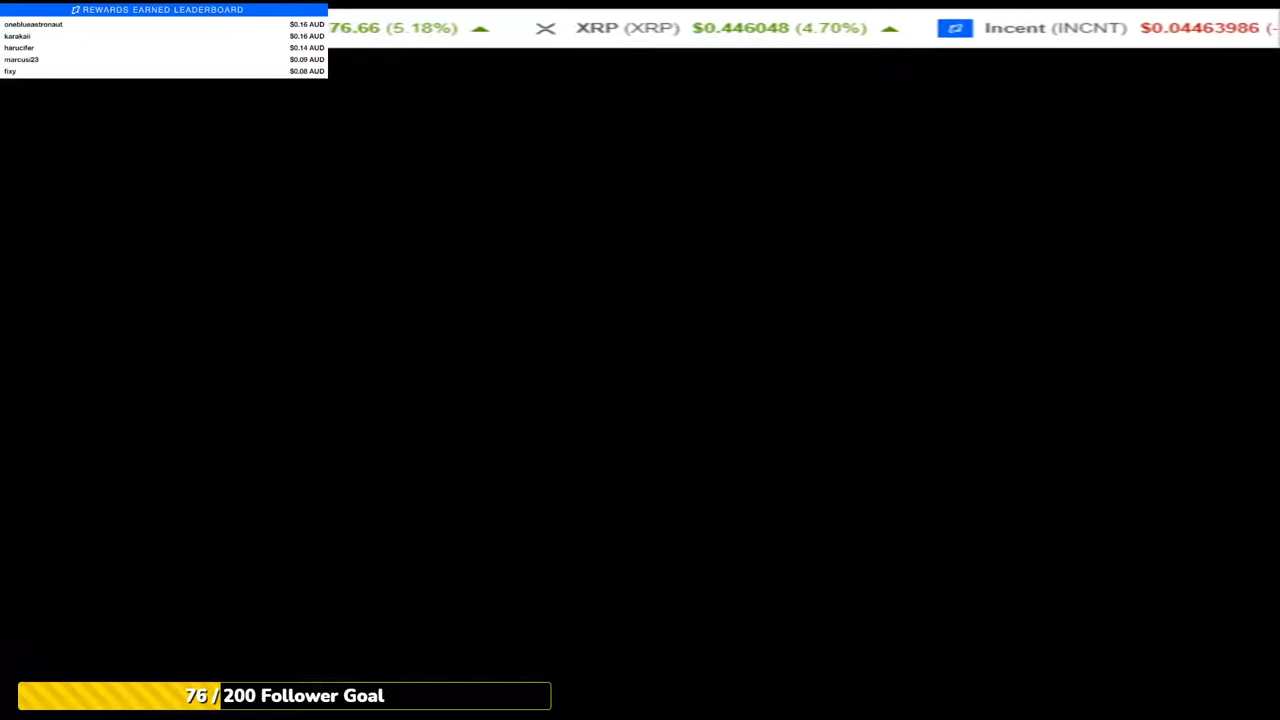 REWARDS EARNED LEADERBOARD
oneblueastronaut $0.16 AUD
karakaii $0.16 AUD
harucifer $0.14 AUD
marcusi23 $0.09 AUD
fixy $0.08 AUD
76.66 (5.18%) XRP (XRP) $0.446048 (4.70%) Incent (INCNT) $0.04463986 (-
76 / 200 Follower Goal